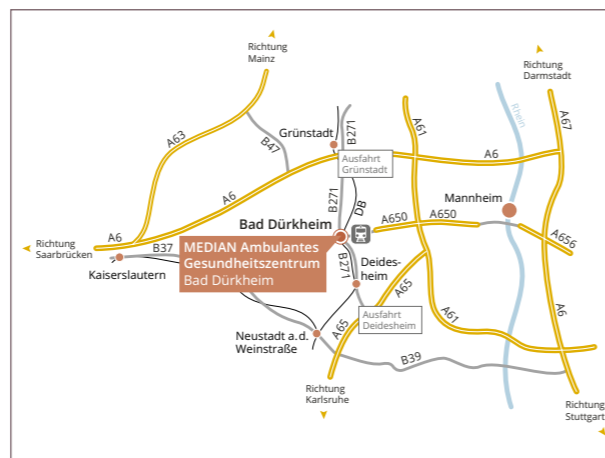 Richtung
Mainz
Richtung
Darmstadt
A63
B47
Grünstadt
B271
A61
Rhein
A67
Ausfahrt
Grünstadt
A6
A6
B271
DB
Mannheim
Bad Dürkheim
A650
A650
A6
Richtung
Saarbrücken
B37
Kaiserslautern
MEDIAN Ambulantes
Gesundheitszentrum
Bad Dürkheim
B271
Deides-
heim
A65
A656
Ausfahrt
Deidesheim
A61
A6
Neustadt a.d.
Weinstraße
A65
B39
Richtung
Karlsruhe
Richtung
Stuttgart